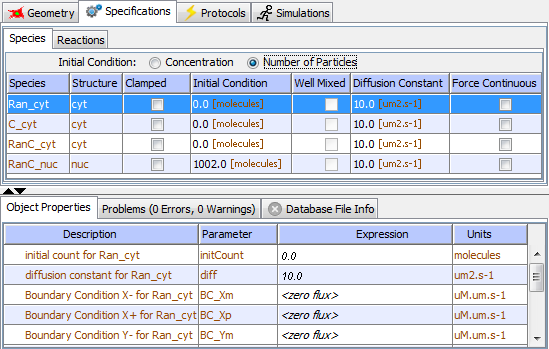 Geometry Specifications Protocols Simulations
Species Reactions
Initial Condition: Concentration Number of Particles
Species Structure Clamped Initial Condition Well Mixed Diffusion Constant Force Continuous
Ran_cyt cyt 0.0 [molecules] 10.0 [um2.s-1]
C_cyt cyt 0.0 [molecules] 10.0 [um2.s-1]
RanC_cyt cyt 0.0 [molecules] 10.0 [um2.s-1]
RanC_nuc nuc 1002.0 [molecules] 10.0 [um2.s-1]
Object Properties Problems (0 Errors, 0 Warnings) Database File Info
Description Parameter Expression Units
initial count for Ran_cyt initCount 0.0 molecules
diffusion constant for Ran_cyt diff 10.0 um2.s-1
Boundary Condition X- for Ran_cyt BC_Xm <zero flux> uM.um.s-1
Boundary Condition X+ for Ran_cyt BC_Xp <zero flux> uM.um.s-1
Boundary Condition Y- for Ran_cyt BC_Ym <zero flux> uM.um.s-1